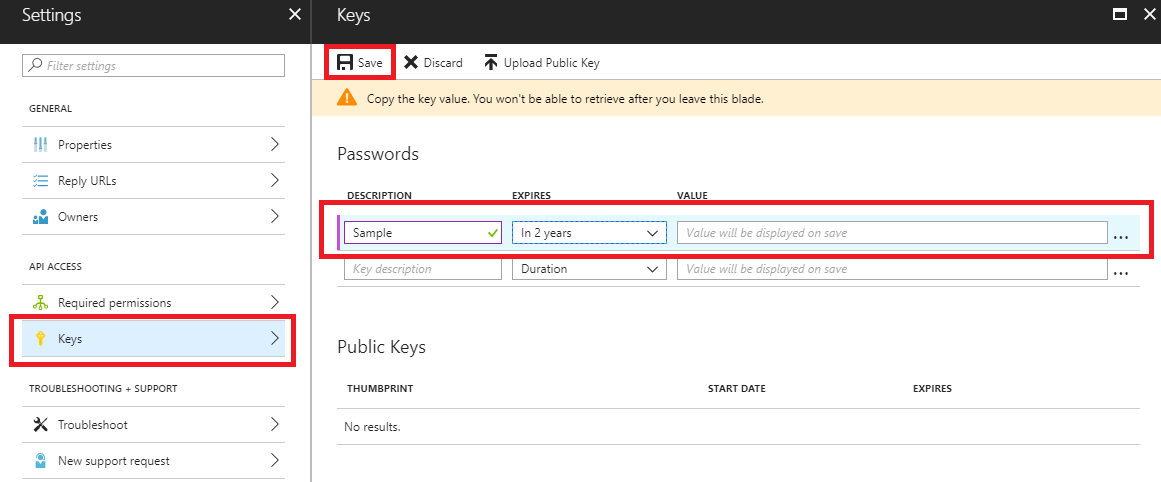 Settings
Filter settings
GENERAL
Properties
Reply URLs
Owners
API ACCESS
Required permissions
Keys
TROUBLESHOOTING + SUPPORT
Troubleshoot
New support request
Keys
Save Discard Upload Public Key
Copy the key value. You won't be able to retrieve after you leave this blade.
Passwords
DESCRIPTION EXPIRES VALUE
Sample In 2 years Value will be displayed on save ...
Key description Duration Value will be displayed on save ...
Public Keys
THUMBPRINT START DATE EXPIRES
No results.